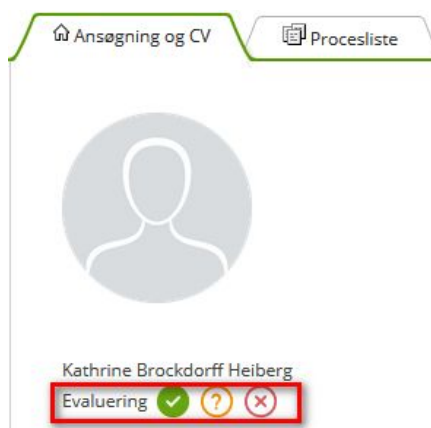 Ansøgning og CV Procesliste
Kathrine Brockdorff Heiberg
Evaluering ?